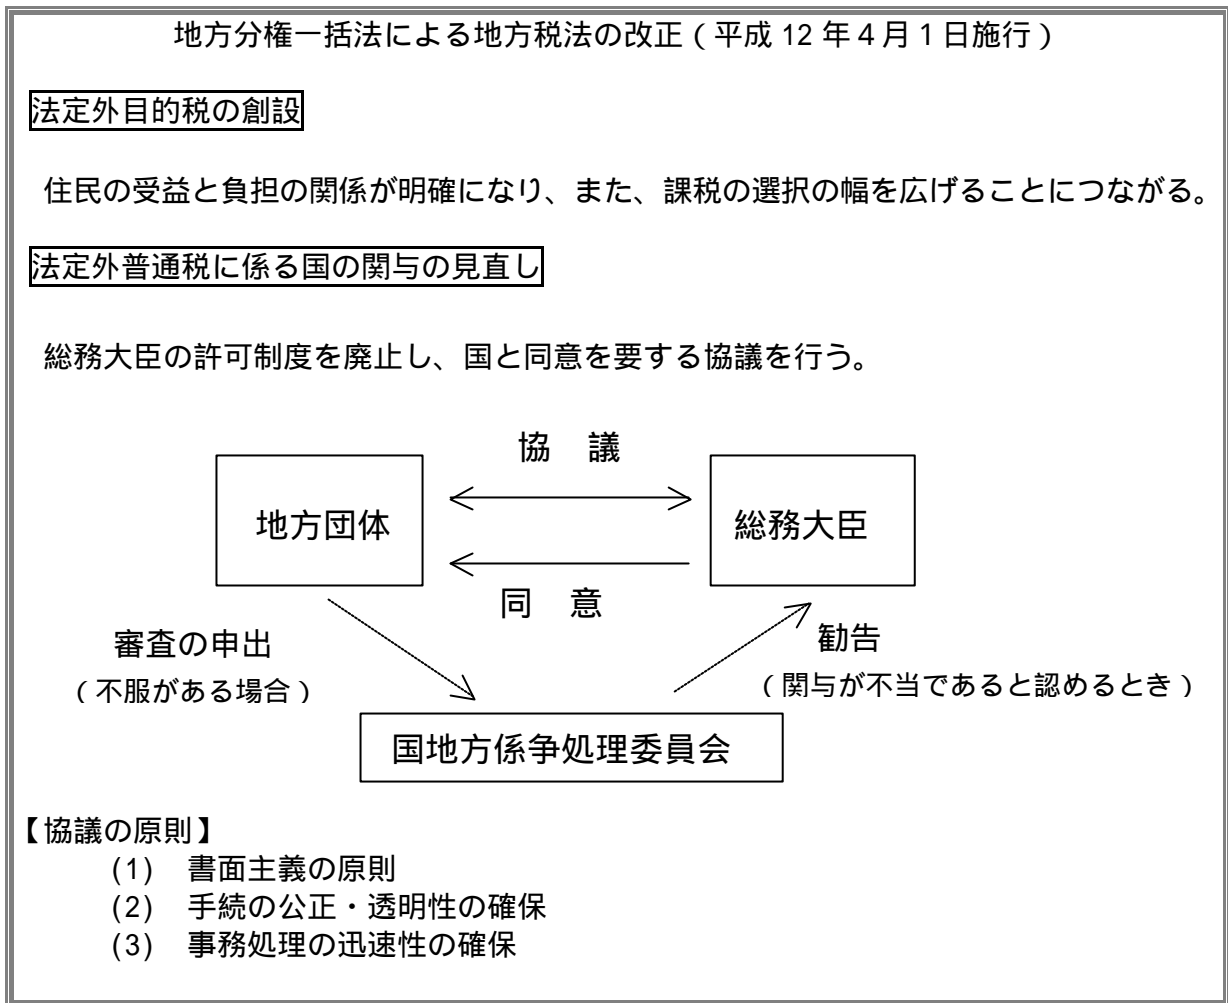 地方分権一括法による地方税法の改正(平成 12 年4月1日施行)
法定外目的税の創設
住民の受益と負担の関係が明確になり、また、課税の選択の幅を広げることにつながる。
法定外普通税に係る国の関与の見直し
総務大臣の許可制度を廃止し、国と同意を要する協議を行う。
協 議
地方団体
総務大臣
同 意
審査の申出
(不服がある場合)
勧告
(関与が不当であると認めるとき)
国地方係争処理委員会
【協議の原則】
(1) 書面主義の原則
(2) 手続の公正・透明性の確保
(3) 事務処理の迅速性の確保